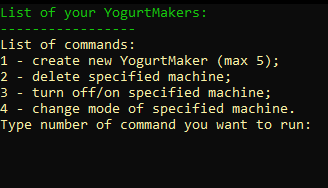 List of your YogurtMakers:
-----------------
List of commands:
1 - create new YogurtMaker (max 5);
2 - delete specified machine;
3 - turn off/on specified machine;
4 - change mode of specified machine.
Type number of command you want to run: